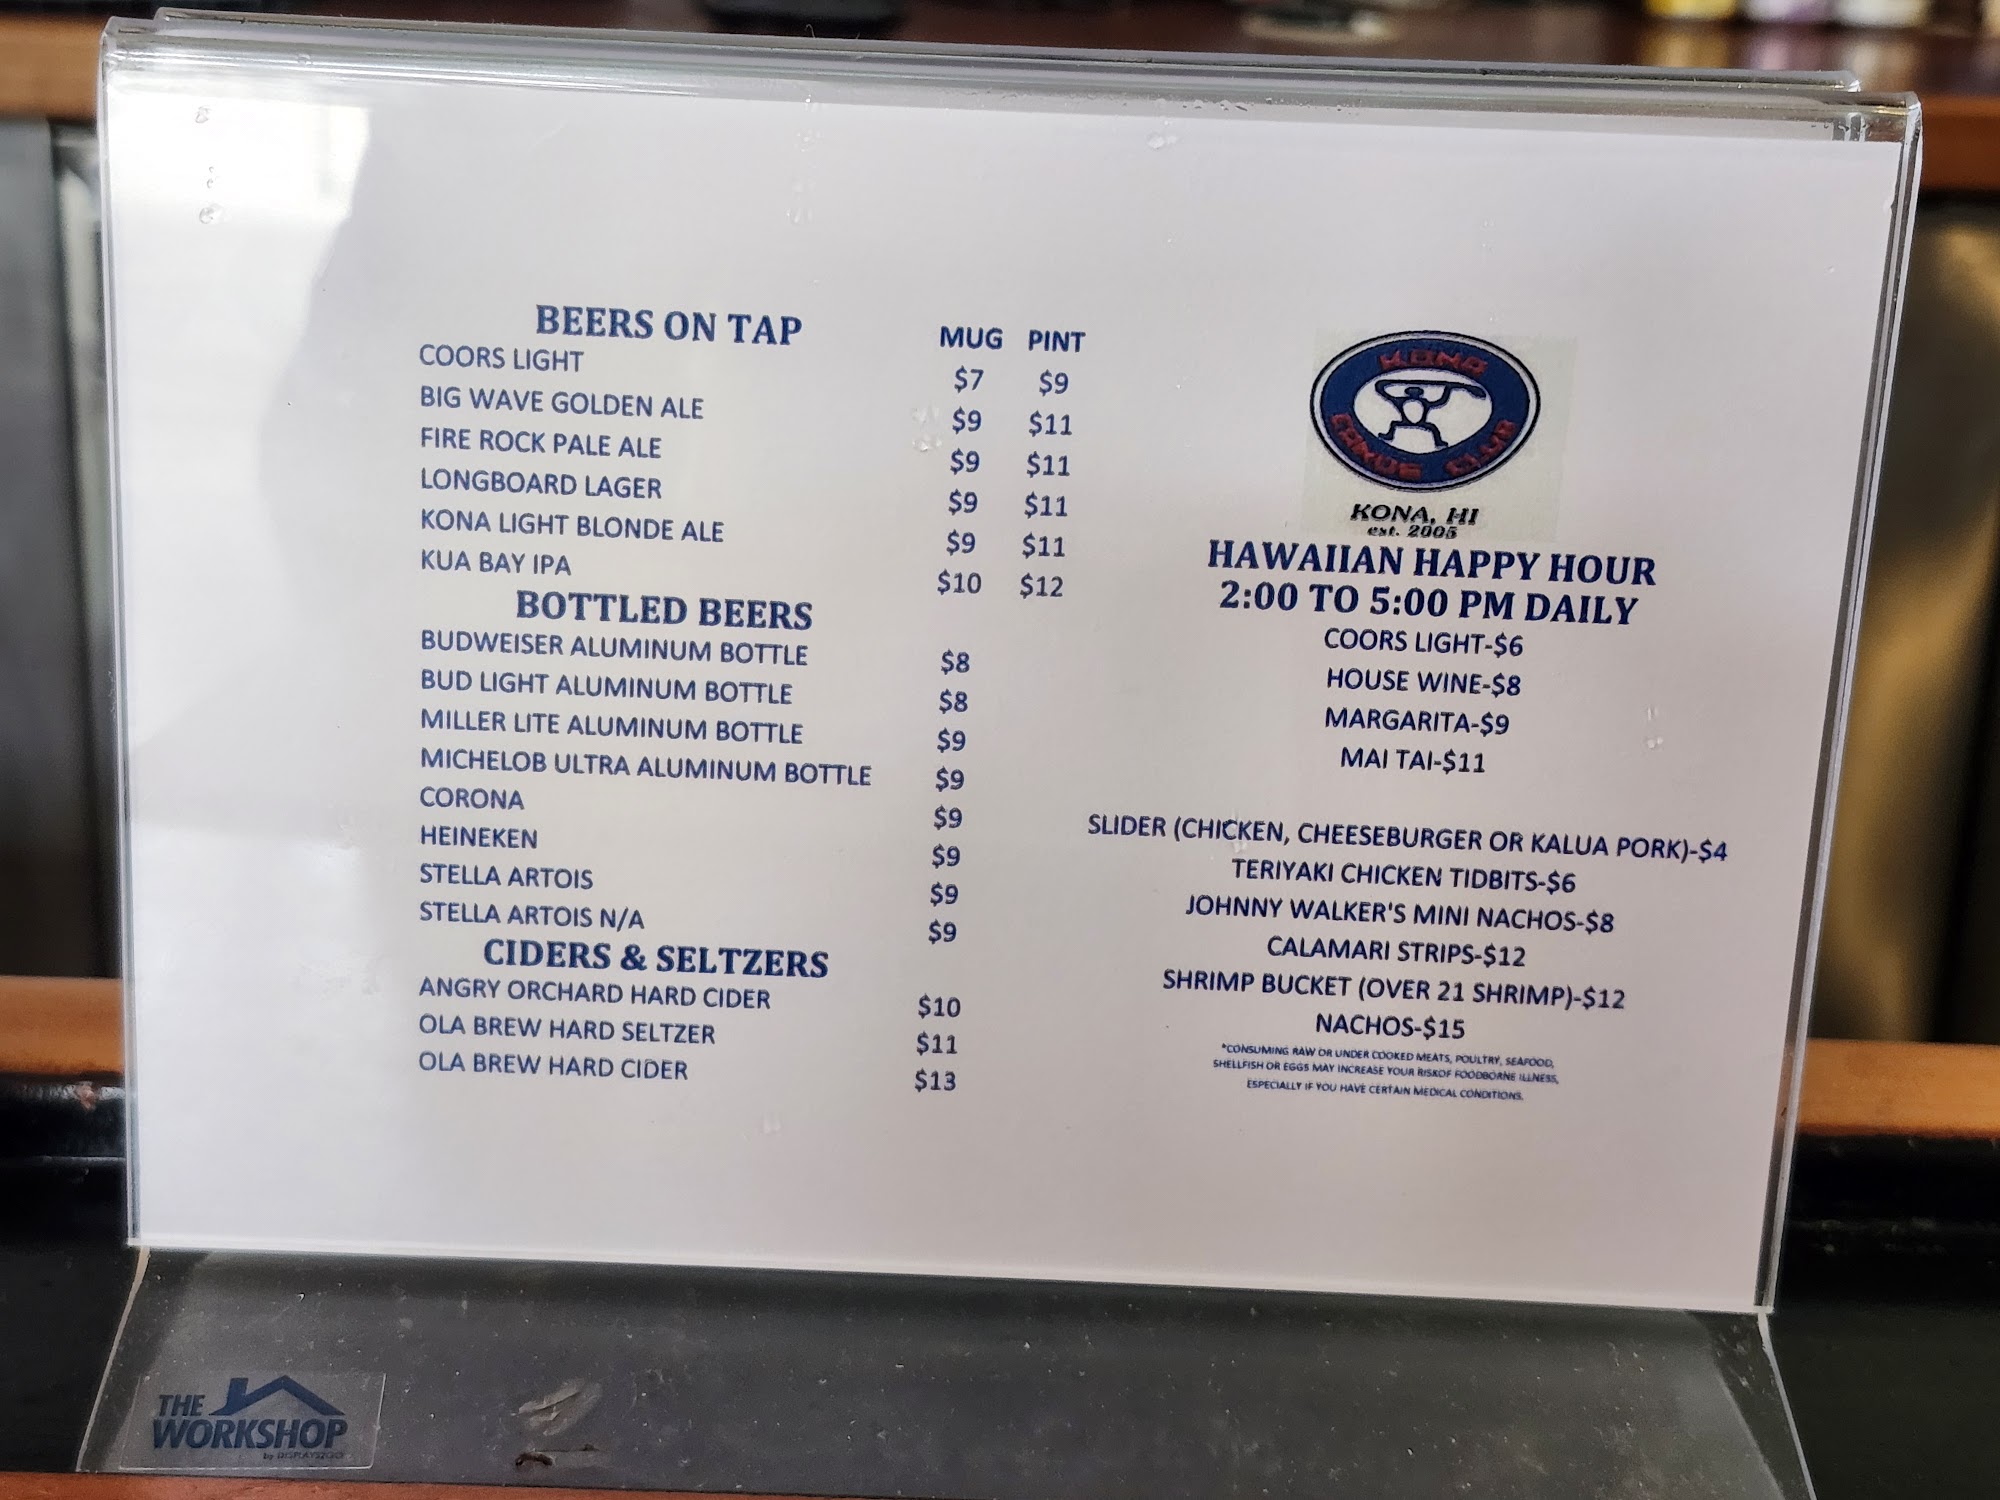 BEERS ON TAP MUG PINT
COORS LIGHT $7 $9
BIG WAVE GOLDEN ALE $9 $11
FIRE ROCK PALE ALE $9 $11
LONGBOARD LAGER $9 $11
KONA LIGHT BLONDE ALE $9 $11
KUA BAY IPA $10 $12
BOTTLED BEERS
BUDWEISER ALUMINUM BOTTLE $8
BUD LIGHT ALUMINUM BOTTLE $8
MILLER LITE ALUMINUM BOTTLE $9
MICHELOB ULTRA ALUMINUM BOTTLE $9
CORONA $9
HEINEKEN $9
STELLA ARTOIS $9
STELLA ARTOIS N/A $9
CIDERS & SELTZERS
ANGRY ORCHARD HARD CIDER $10
OLA BREW HARD SELTZER $11
OLA BREW HARD CIDER $13
KONA
CANOE CLUB
KONA, HI
est. 2005
HAWAIIAN HAPPY HOUR
2:00 TO 5:00 PM DAILY
COORS LIGHT-$6
HOUSE WINE-$8
MARGARITA-$9
MAI TAI-$11
SLIDER (CHICKEN, CHEESEBURGER OR KALUA PORK)-$4
TERIYAKI CHICKEN TIDBITS-$6
JOHNNY WALKER'S MINI NACHOS-$8
CALAMARI STRIPS-$12
SHRIMP BUCKET (OVER 21 SHRIMP)-$12
NACHOS-$15
*CONSUMING RAW OR UNDER COOKED MEATS, POULTRY, SEAFOOD,
SHELLFISH OR EGGS MAY INCREASE YOUR RISKOF FOODBORNE ILLNESS,
ESPECIALLY IF YOU HAVE CERTAIN MEDICAL CONDITIONS.
THE
WORKSHOP
by DISPLAYS2GO